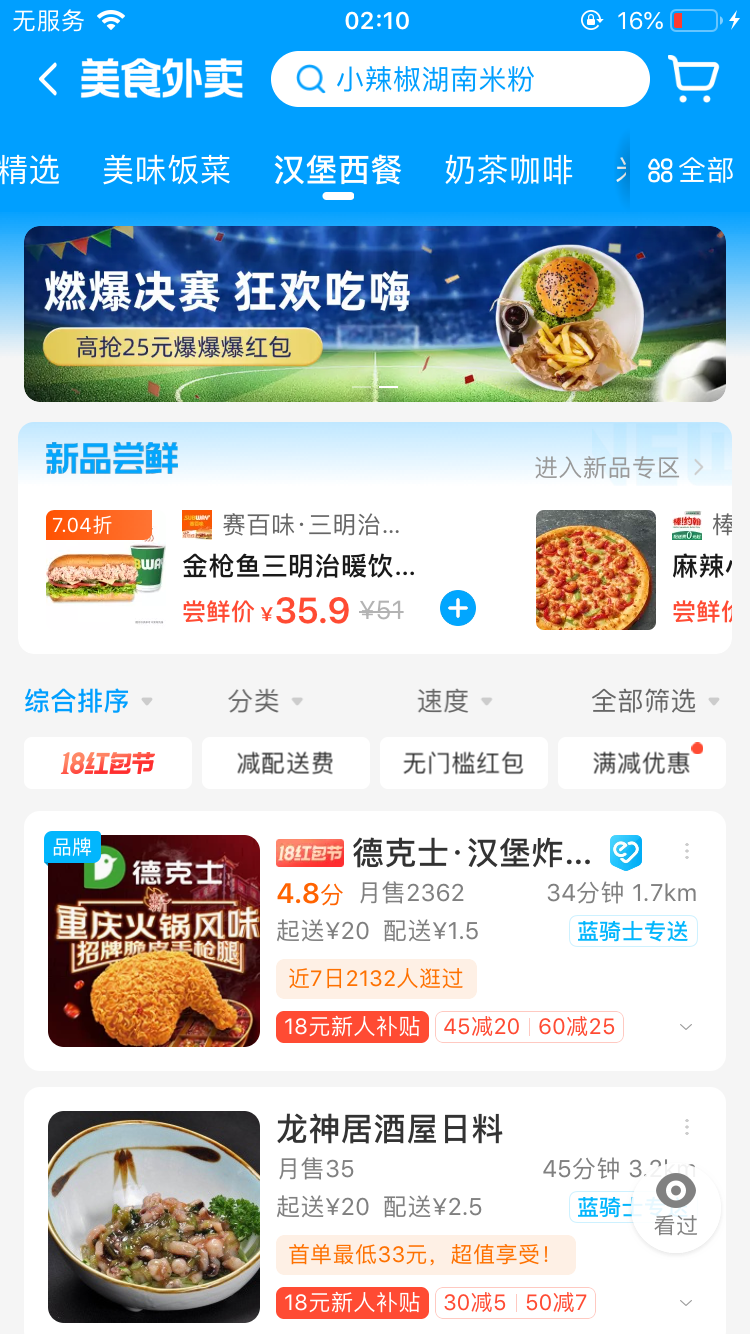 无服务 02:10 16%
美食外卖 小辣椒湖南米粉
精选 美味饭菜 汉堡西餐 奶茶咖啡 全部
燃爆决赛 狂欢吃嗨
高抢25元爆爆爆红包
新品尝鲜 进入新品专区
7.04折 赛百味·三明治... 棒
金枪鱼三明治暖饮... 麻辣小
尝鲜价 ¥35.9 ¥51 尝鲜价
综合排序 分类 速度 全部筛选
18红包节 减配送费 无门槛红包 满减优惠
品牌 德克士 重庆火锅风味 招牌脆皮手枪腿
18红包节 德克士·汉堡炸...
4.8分 月售2362 34分钟 1.7km
起送¥20 配送¥1.5 蓝骑士专送
近7日2132人逛过
18元新人补贴 45减20 60减25
龙神居酒屋日料
月售35 45分钟 3.2km
起送¥20 配送¥2.5 蓝骑士
看过
首单最低33元，超值享受！
18元新人补贴 30减5 50减7